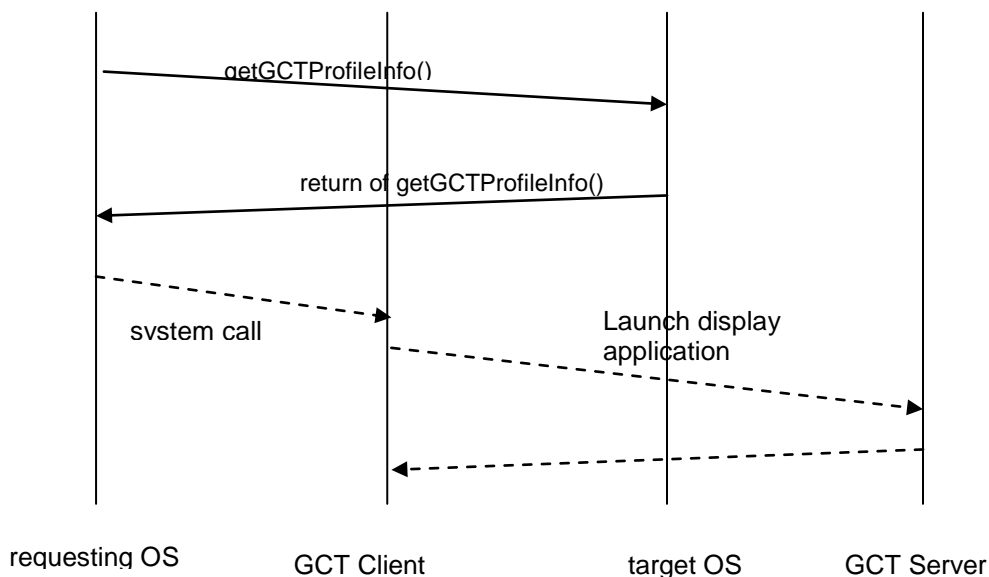 getGCTProfileInfo()
return of getGCTProfileInfo()
system call
Launch display
application
requesting OS
GCT Client
target OS
GCT Server